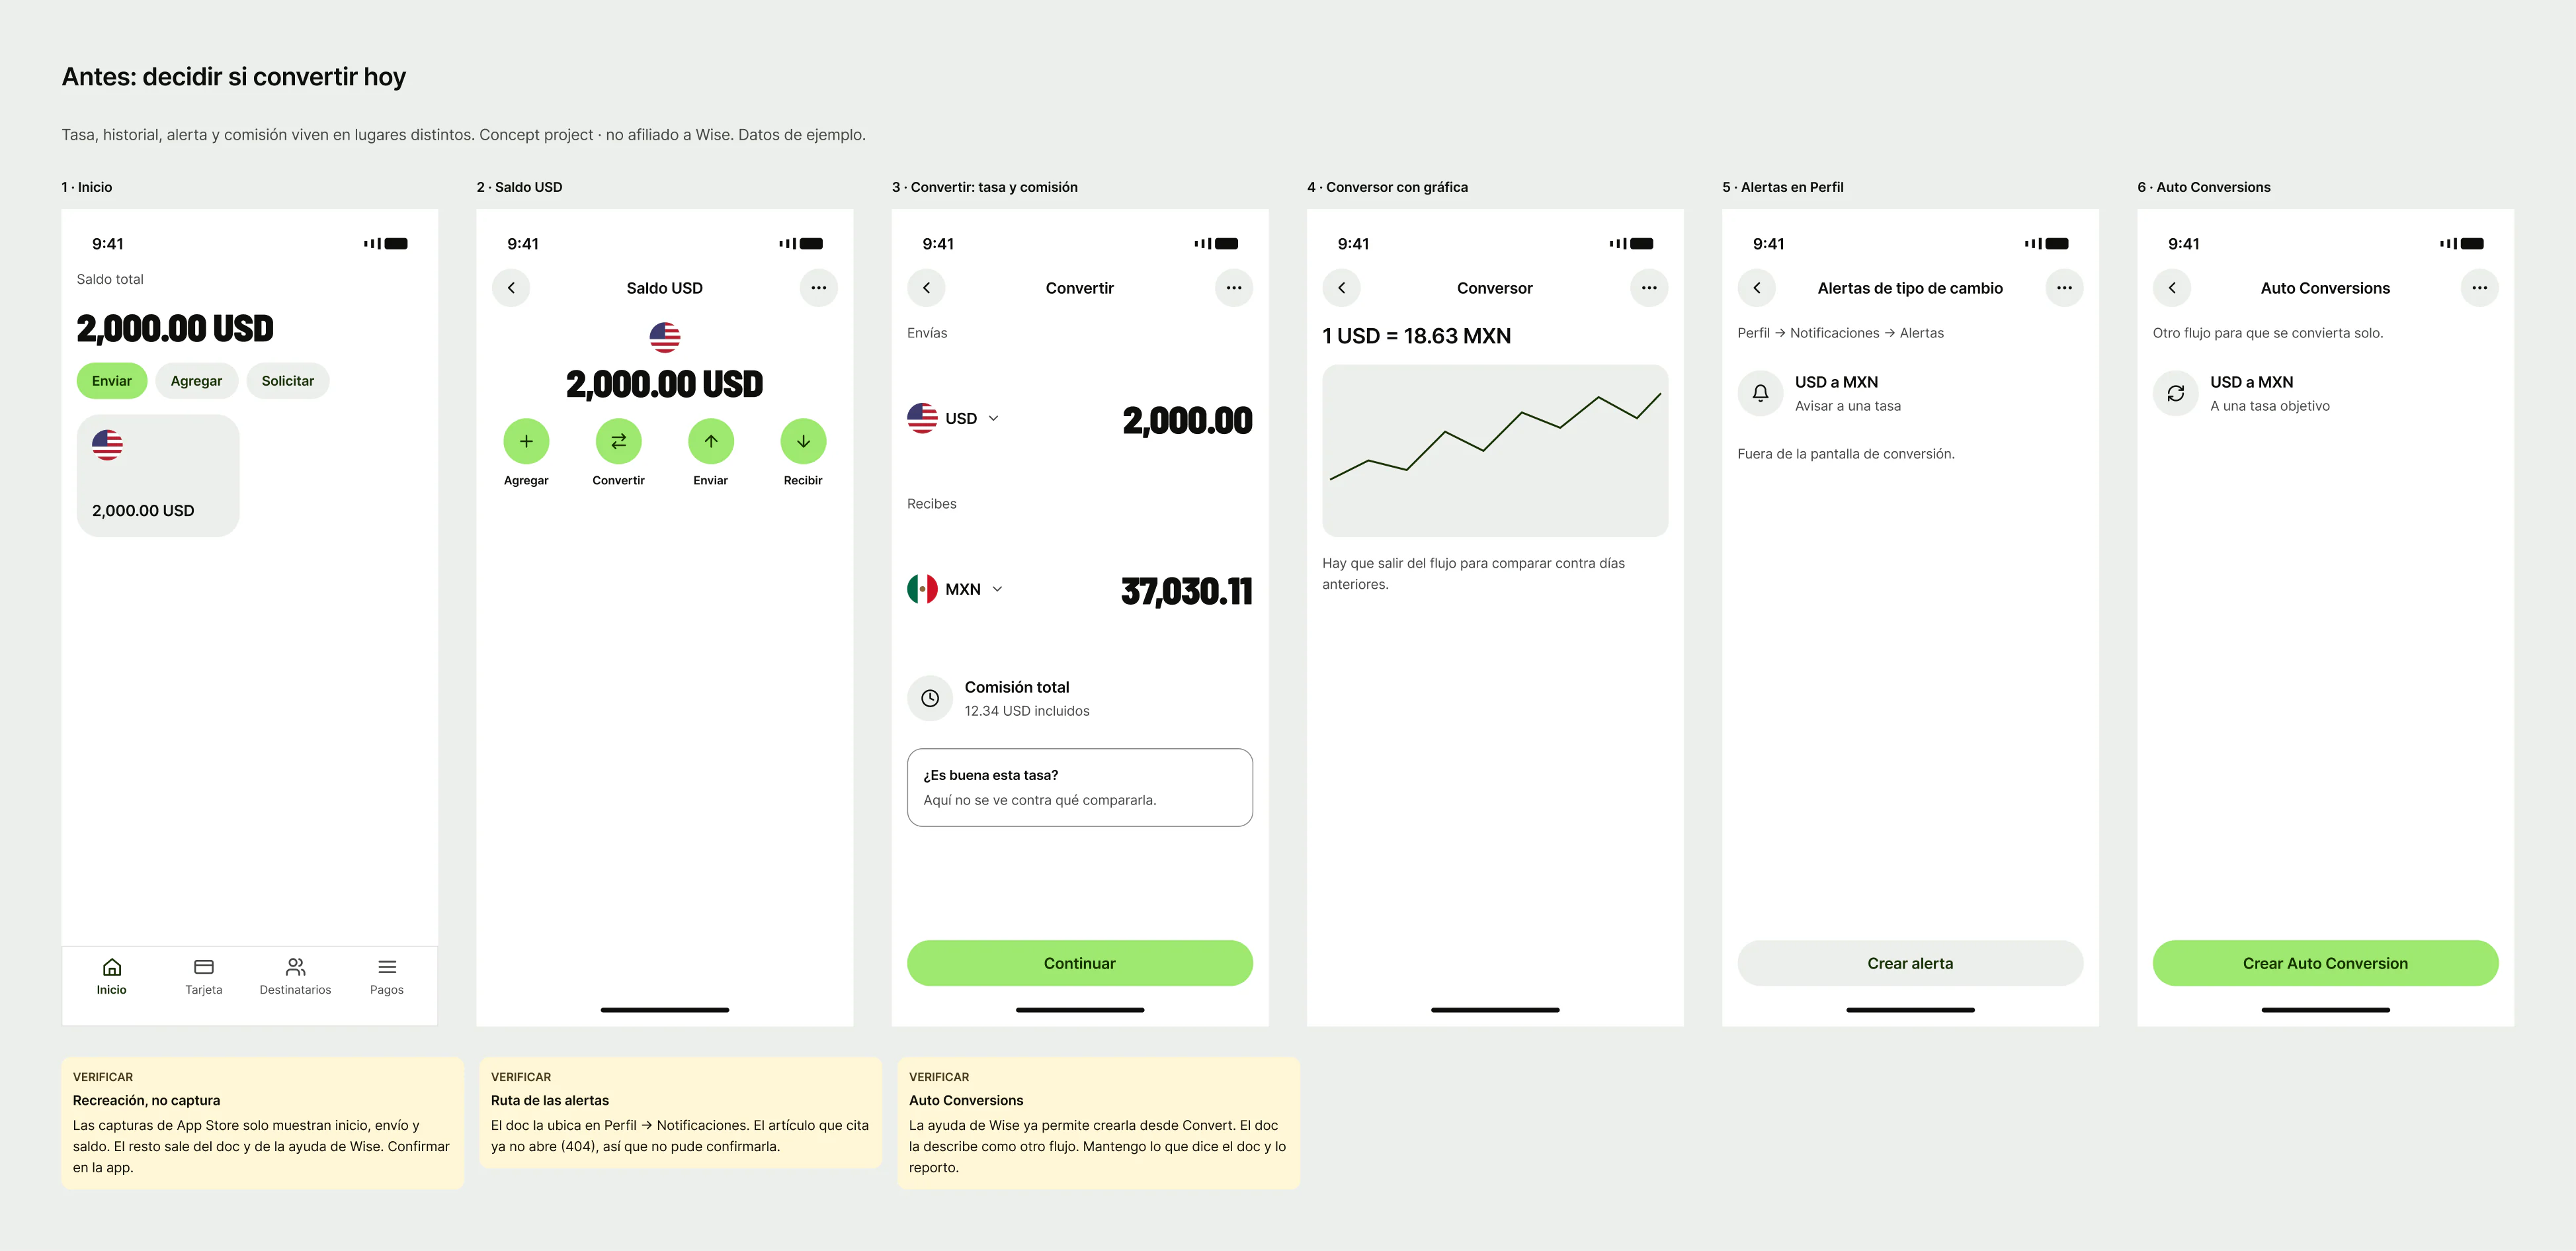 Antes: decidir si convertir hoy
Tasa, historial, alerta y comisión viven en lugares distintos. Concept project · no afiliado a Wise. Datos de ejemplo.
1 · Inicio
9:41
Saldo total
2,000.00 USD
Enviar
Agregar
Solicitar
2,000.00 USD
Inicio
Tarjeta
Destinatarios
Pagos
2 · Saldo USD
9:41
Saldo USD
2,000.00 USD
Agregar
Convertir
Enviar
Recibir
3 · Convertir: tasa y comisión
9:41
Convertir
Envías
USD
2,000.00
Recibes
MXN
37,030.11
Comisión total
12.34 USD incluidos
¿Es buena esta tasa?
Aquí no se ve contra qué compararla.
Continuar
4 · Conversor con gráfica
9:41
Conversor
1 USD = 18.63 MXN
Hay que salir del flujo para comparar contra días
anteriores.
5 · Alertas en Perfil
9:41
Alertas de tipo de cambio
Perfil → Notificaciones → Alertas
USD a MXN
Avisar a una tasa
Fuera de la pantalla de conversión.
Crear alerta
6 · Auto Conversions
9:41
Auto Conversions
Otro flujo para que se convierta solo.
USD a MXN
A una tasa objetivo
Crear Auto Conversion
VERIFICAR
Recreación, no captura
Las capturas de App Store solo muestran inicio, envío y
saldo. El resto sale del doc y de la ayuda de Wise. Confirmar
en la app.
VERIFICAR
Ruta de las alertas
El doc la ubica en Perfil → Notificaciones. El artículo que cita
ya no abre (404), así que no pude confirmarla.
VERIFICAR
Auto Conversions
La ayuda de Wise ya permite crearla desde Convert. El doc
la describe como otro flujo. Mantengo lo que dice el doc y lo
reporto.